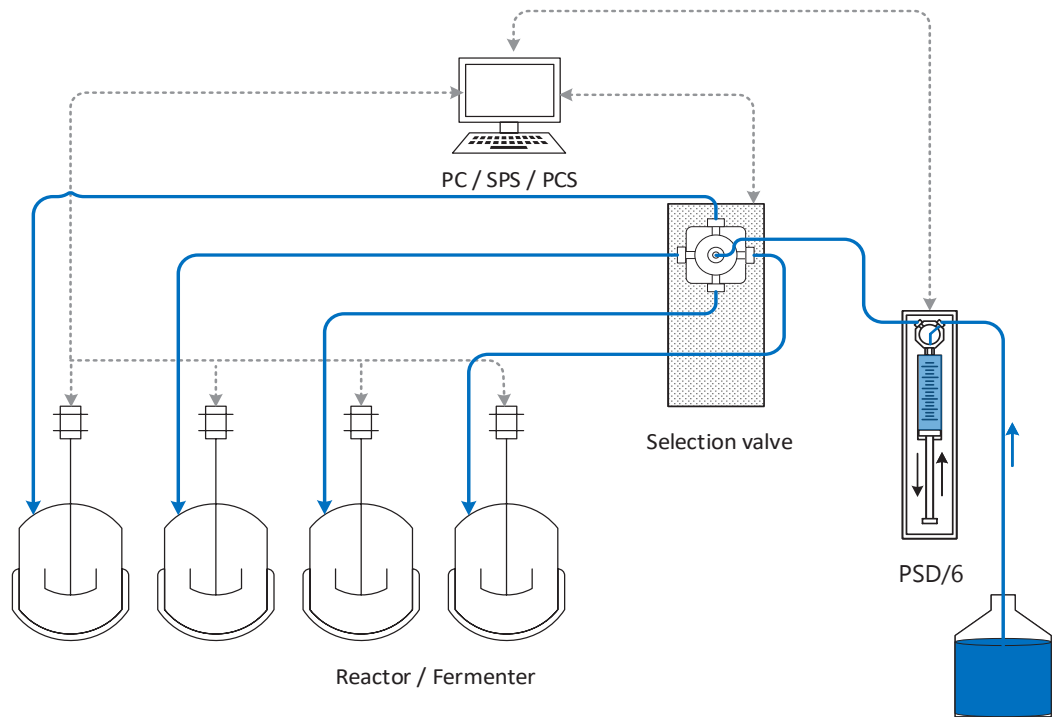 PC / SPS / PCS
Selection valve
PSD/6
Reactor / Fermenter